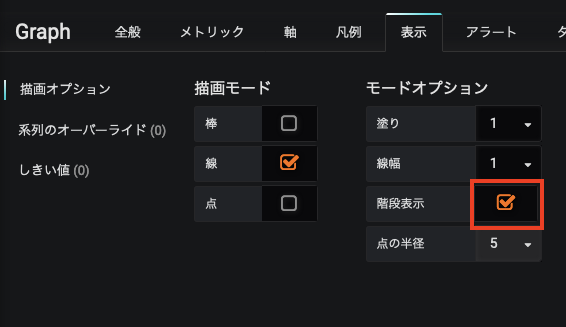 Graph 全般 メトリック 軸 凡例 表示 アラート
描画オプション
系列のオーバーライド (0)
しきい値 (0)
描画モード
棒
線
点
モードオプション
塗り 1
線幅 1
階段表示
点の半径 5